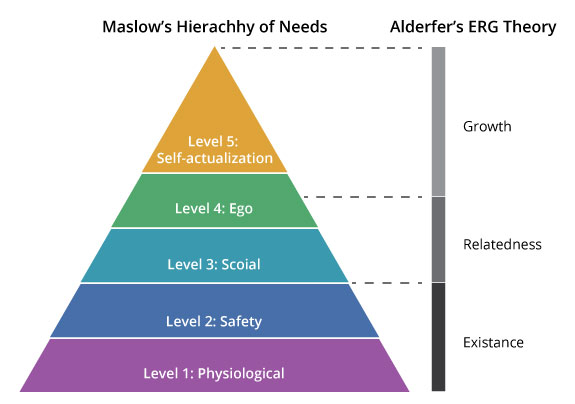 Maslow’s Hierachhy of Needs
Alderfer’s ERG Theory
Level 5:
Self-actualization
Growth
Level 4: Ego
Relatedness
Level 3: Scoial
Level 2: Safety
Existance
Level 1: Physiological